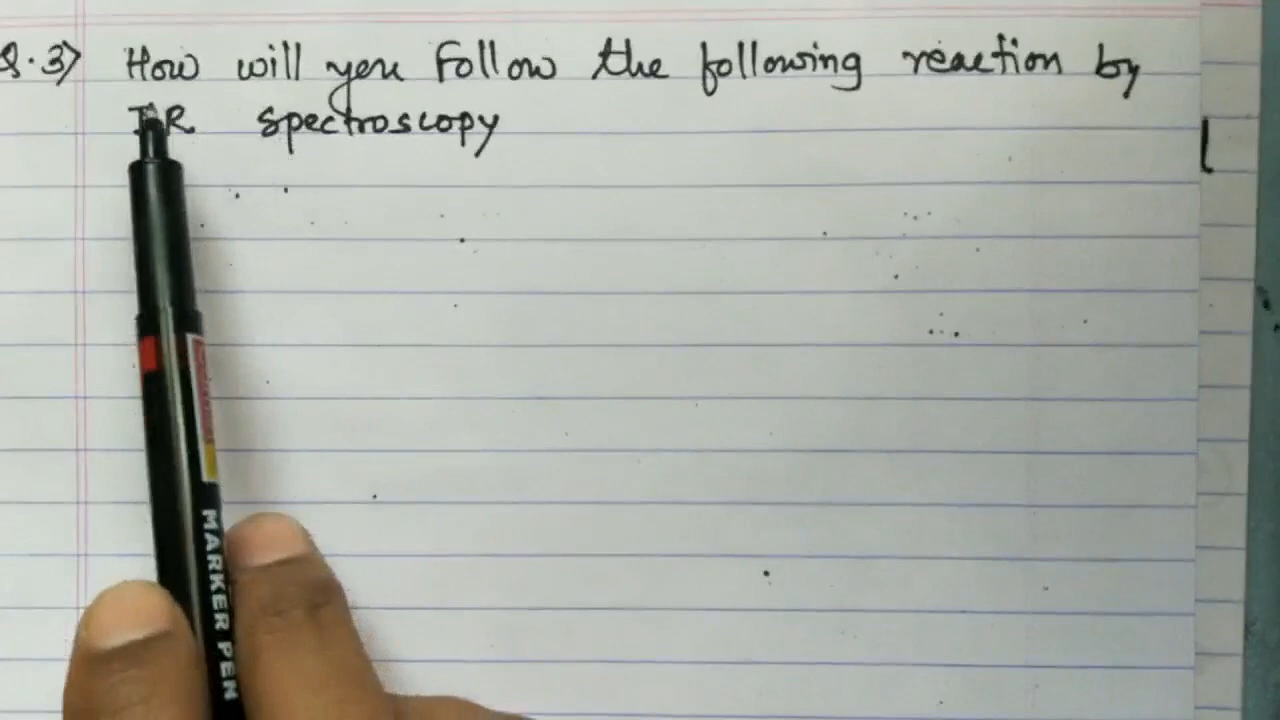 Q.3) How will you Follow the following reaction by
IR spectroscopy
MARKER PEN